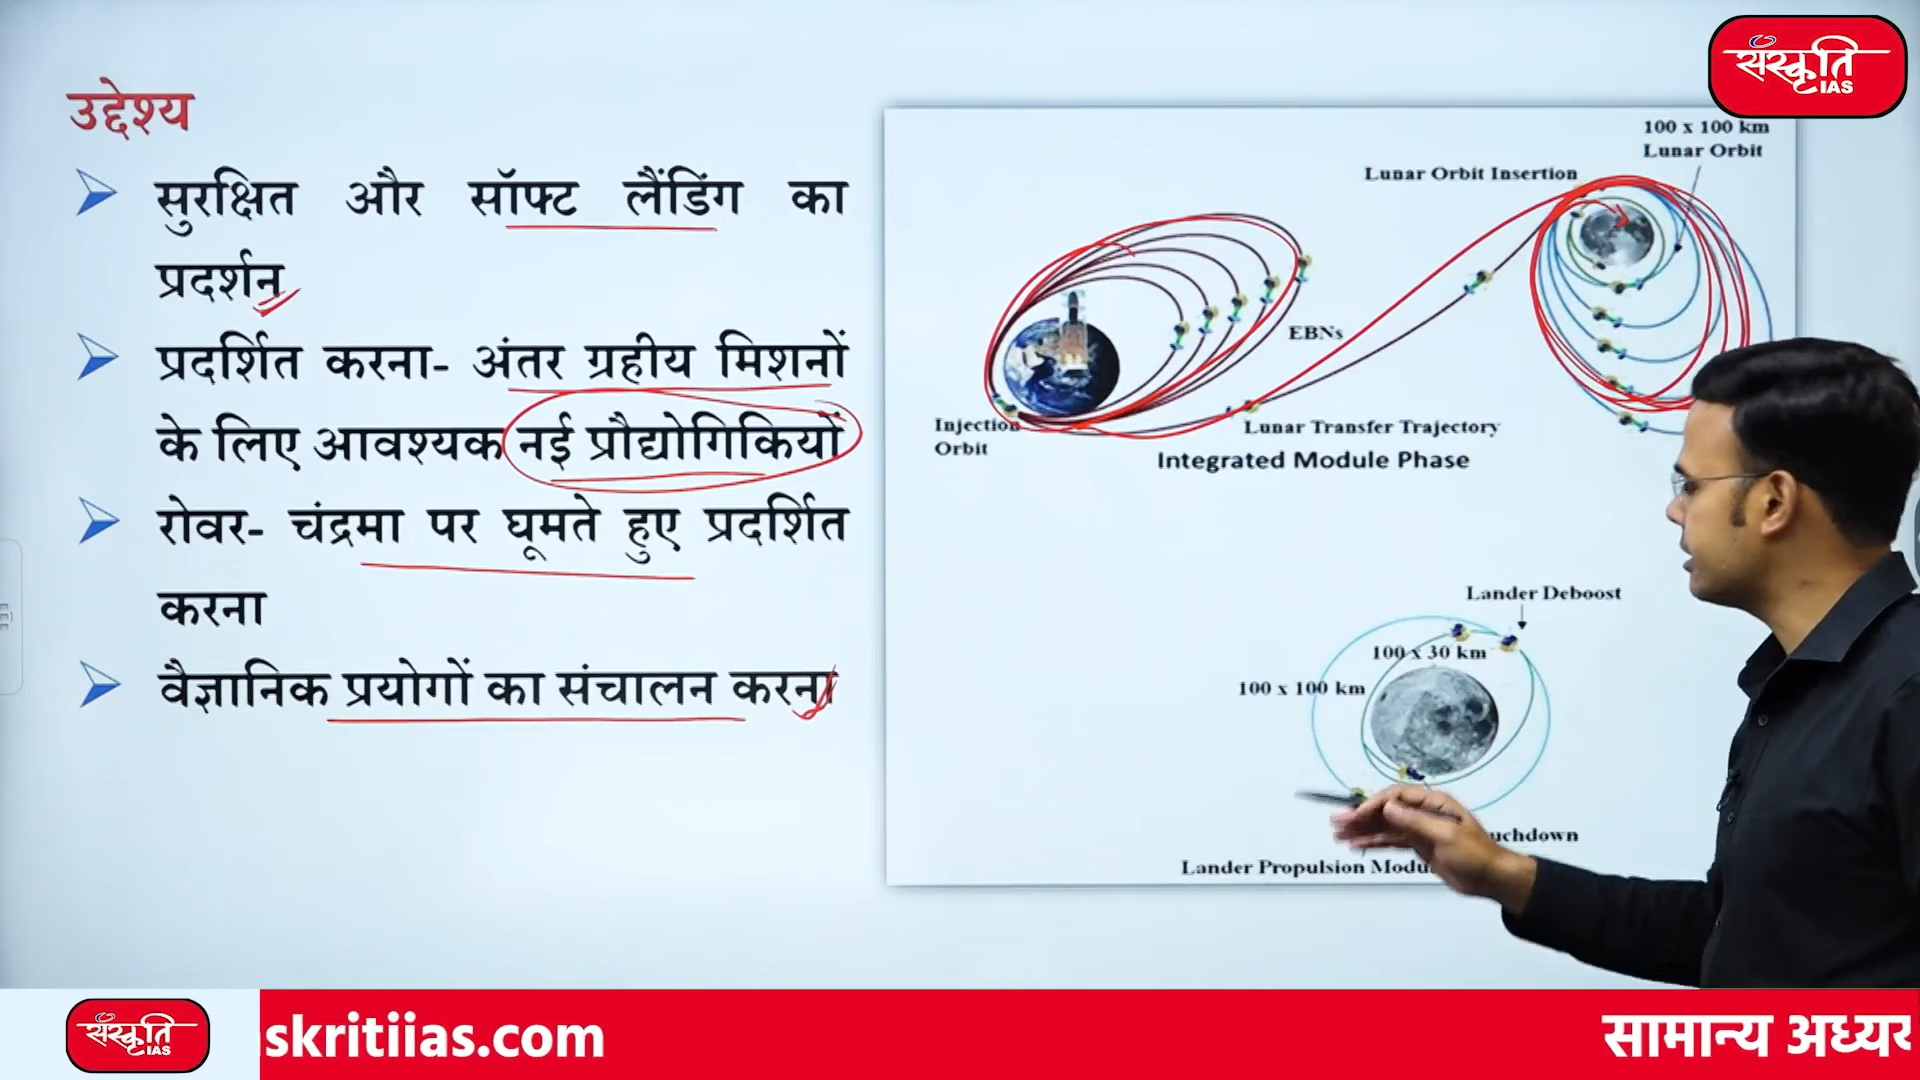 संस्कृति
IAS
उद्देश्य
सुरक्षित और सॉफ्ट लैंडिंग का
प्रदर्शन
प्रदर्शित करना- अंतर ग्रहीय मिशनों
के लिए आवश्यक नई प्रौद्योगिकियों
रोवर- चंद्रमा पर घूमते हुए प्रदर्शित
करना
वैज्ञानिक प्रयोगों का संचालन करना
100 x 100 km
Lunar Orbit
Lunar Orbit Insertion
EBNs
Injection
Orbit
Lunar Transfer Trajectory
Integrated Module Phase
Lander Deboost
100 x 30 km
100 x 100 km
uchdown
Lander Propulsion Modu
संस्कृति
IAS
skritiias.com
सामान्य अध्यय